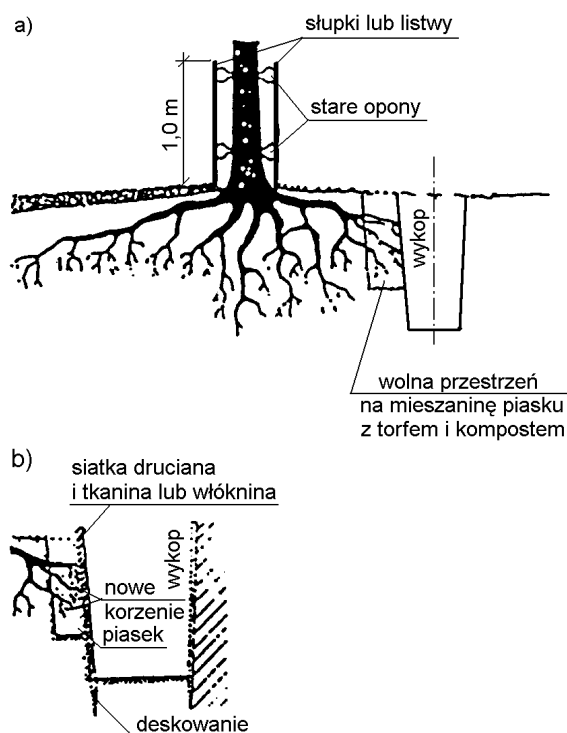 a)
słupki lub listwy
stare opony
1,0 m
wykop
wolna przestrzeń
na mieszaninę piasku
z torfem i kompostem
b)
siatka druciana
i tkanina lub włóknina
wykop
nowe
korzenie
piasek
deskowanie